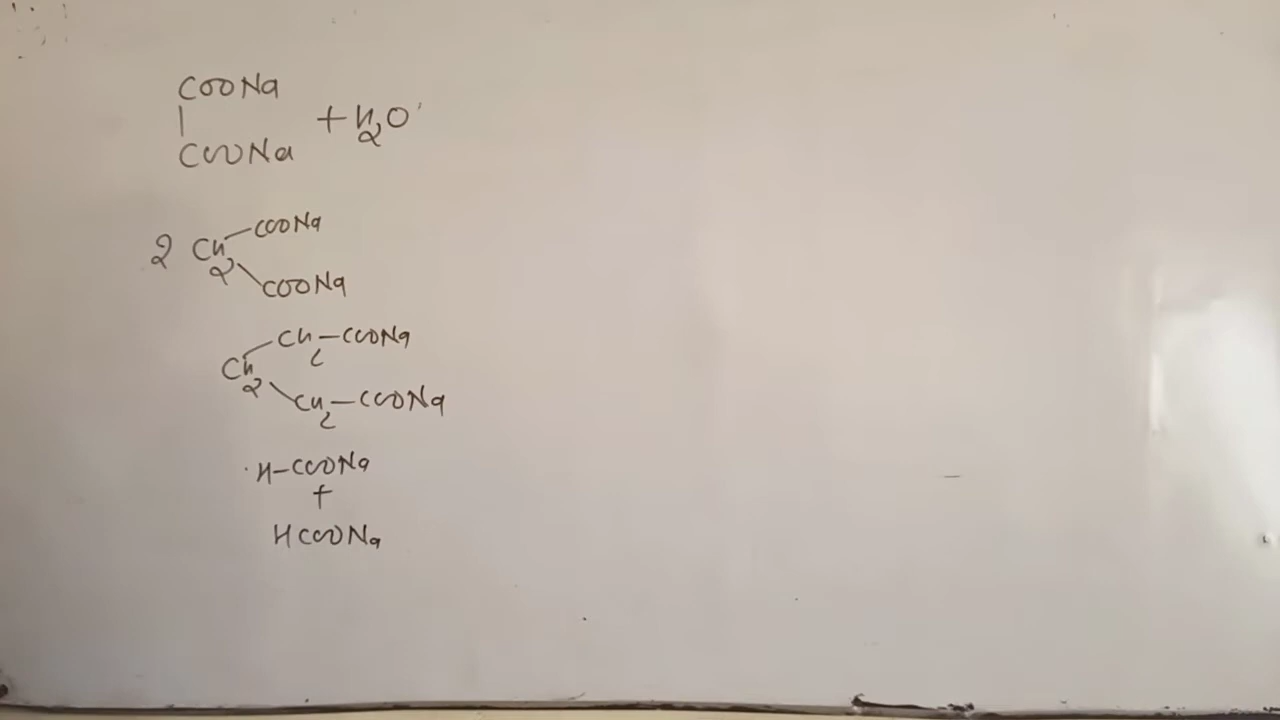 COONa
|
COONa + H2O
2 CH2 -COONa
\COONa
CH2-COONa
CH2
\CH2-COONa
H-COONa
+
HCOONa